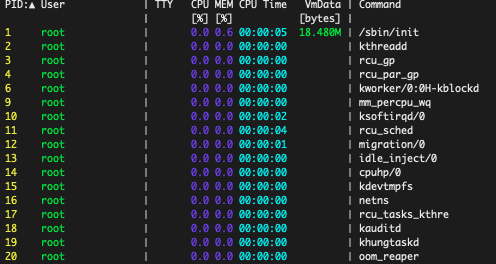 PID:▲ User | TTY CPU MEM CPU Time VmData | Command
| [%] [%] [bytes] |
1 root | 0.0 0.6 00:00:05 18.480M | /sbin/init
2 root | 0.0 0.0 00:00:00 | kthreadd
3 root | 0.0 0.0 00:00:00 | rcu_gp
4 root | 0.0 0.0 00:00:00 | rcu_par_gp
6 root | 0.0 0.0 00:00:00 | kworker/0:0H-kblockd
9 root | 0.0 0.0 00:00:00 | mm_percpu_wq
10 root | 0.0 0.0 00:00:02 | ksoftirqd/0
11 root | 0.0 0.0 00:00:04 | rcu_sched
12 root | 0.0 0.0 00:00:01 | migration/0
13 root | 0.0 0.0 00:00:00 | idle_inject/0
14 root | 0.0 0.0 00:00:00 | cpuhp/0
15 root | 0.0 0.0 00:00:00 | kdevtmpfs
16 root | 0.0 0.0 00:00:00 | netns
17 root | 0.0 0.0 00:00:00 | rcu_tasks_kthre
18 root | 0.0 0.0 00:00:00 | kauditd
19 root | 0.0 0.0 00:00:00 | khungtaskd
20 root | 0.0 0.0 00:00:00 | oom_reaper